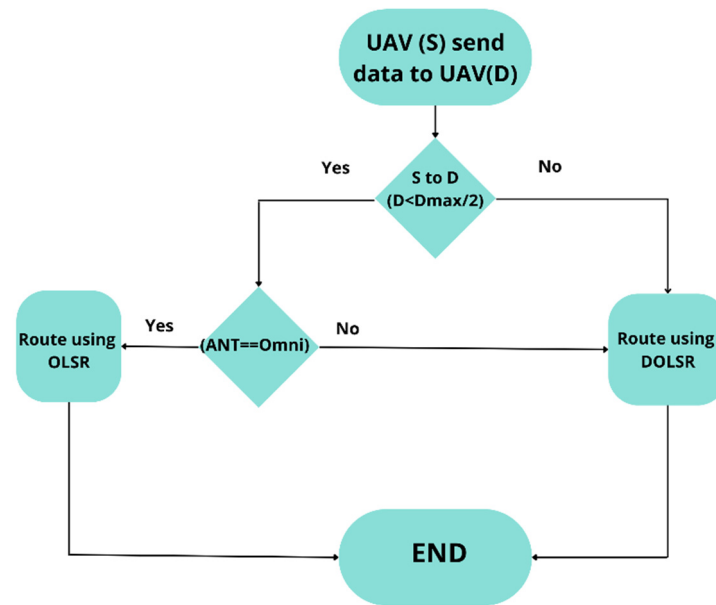 UAV (S) send
data to UAV(D)
Yes
S to D
(D<Dmax/2)
No
Route using
OLSR
Yes
(ANT==Omni)
No
Route using
DOLSR
END